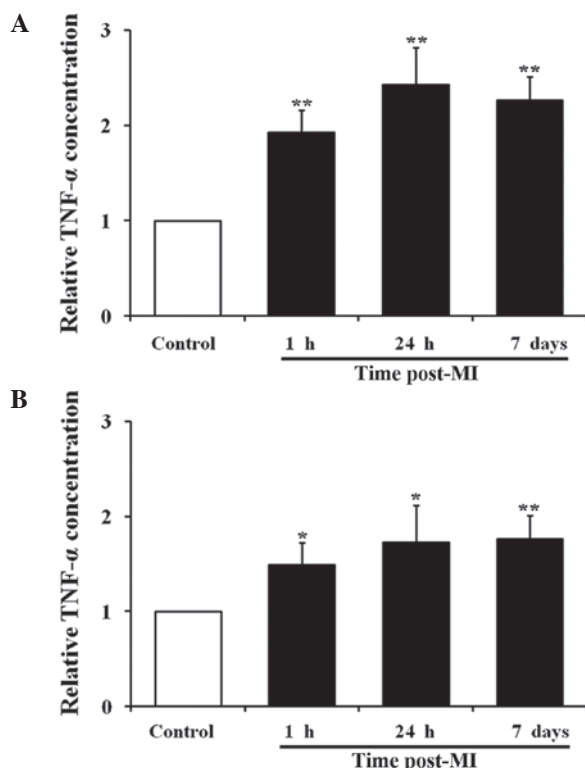 A
Relative TNF-α concentration
3
2
1
0
**
**
**
Control
1 h
24 h
7 days
Time post-MI
B
Relative TNF-α concentration
3
2
1
0
*
*
**
Control
1 h
24 h
7 days
Time post-MI